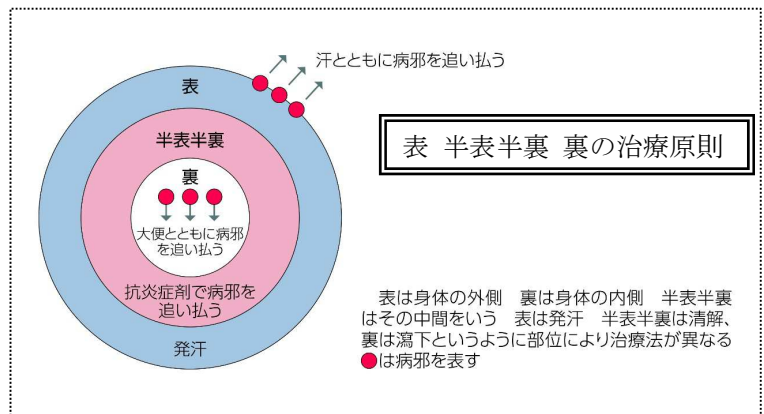 汗とともに病邪を追い払う
表
半表半裏
裏
大便とともに病邪
を追い払う
抗炎症剤で病邪を
追い払う
発汗
表 半表半裏 裏の治療原則
表は身体の外側 裏は身体の内側 半表半裏
はその中間をいう 表は発汗 半表半裏は清解、
裏は瀉下というように部位により治療法が異なる
●は病邪を表す